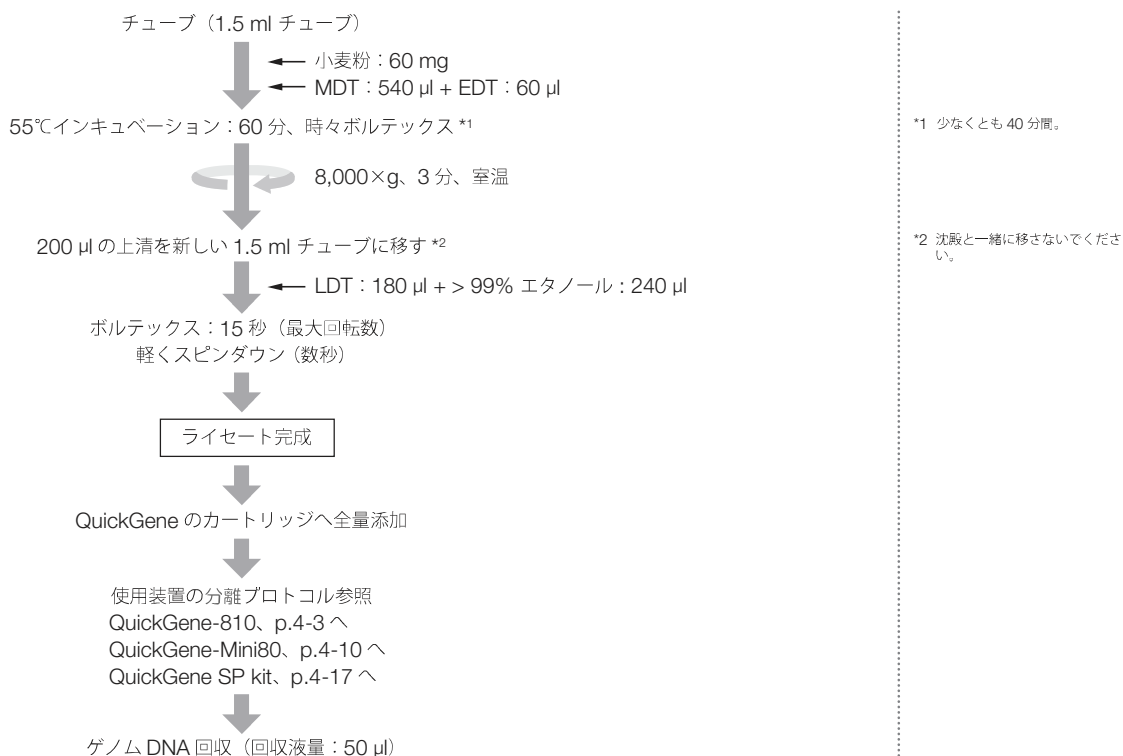 チューブ（1.5 ml チューブ）
小麦粉：60 mg
MDT：540 µl + EDT：60 µl
55℃インキュベーション：60 分、時々ボルテックス *1
*1 少なくとも 40 分間。
8,000×g、3 分、室温
200 µl の上清を新しい 1.5 ml チューブに移す *2
*2 沈殿と一緒に移さないでくださ
い。
LDT：180 µl + > 99% エタノール : 240 µl
ボルテックス：15 秒（最大回転数）
軽くスピンダウン（数秒）
ライセート完成
QuickGene のカートリッジへ全量添加
使用装置の分離プロトコル参照
QuickGene-810、p.4-3 へ
QuickGene-Mini80、p.4-10 へ
QuickGene SP kit、p.4-17 へ
ゲノム DNA 回収（回収液量：50 µl）